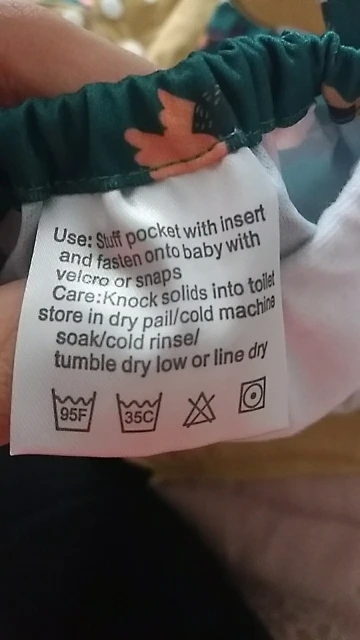 Use: Stuff pocket with insert
and fasten onto baby with
velcro or snaps
Care:Knock solids into toilet
store in dry pail/cold machine
soak/cold rinse/
tumble dry low or line dry
95F 35C